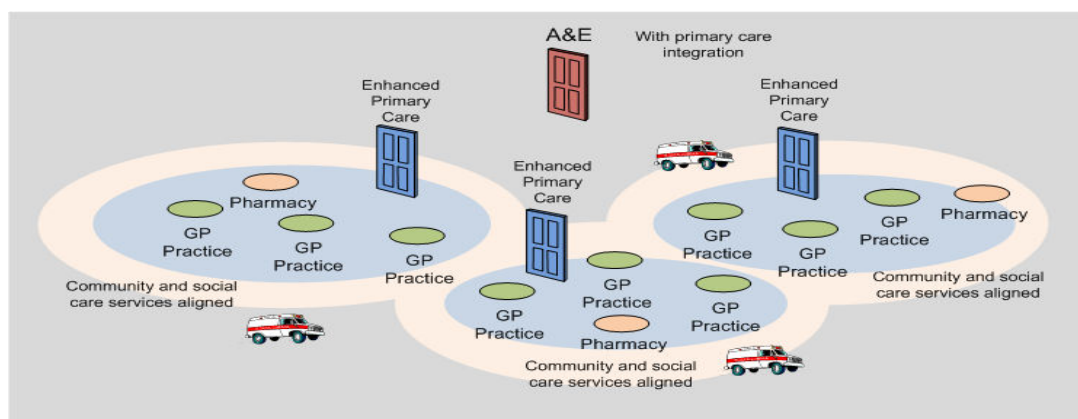 A&E
With primary care
integration
Enhanced
Primary
Care
Enhanced
Primary
Care
Enhanced
Primary
Care
Pharmacy
GP
Practice
GP
Practice
GP
Practice
Community and social
care services aligned
GP
Practice
GP
Practice
GP
Practice
Pharmacy
Community and social
care services aligned
GP
Practice
GP
Practice
GP
Practice
Pharmacy
Community and social
care services aligned